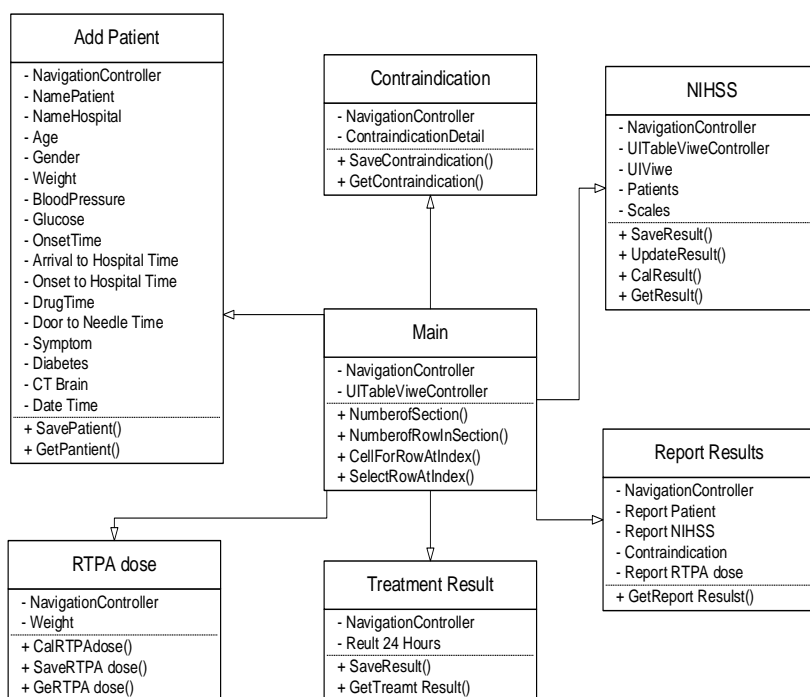 Add Patient
- NavigationController
- NamePatient
- NameHospital
- Age
- Gender
- Weight
- BloodPressure
- Glucose
- OnsetTime
- Arrival to Hospital Time
- Onset to Hospital Time
- DrugTime
- Door to Needle Time
- Symptom
- Diabetes
- CT Brain
- Date Time
+ SavePatient()
+ GetPantient()
Contraindication
- NavigationController
- ContraindicationDetail
+ SaveContraindication()
+ GetContraindication()
NIHSS
- NavigationController
- UITableViweController
- UIViwe
- Patients
- Scales
+ SaveResult()
+ UpdateResult()
+ CalResult()
+ GetResult()
Main
- NavigationController
- UITableViweController
+ NumberofSection()
+ NumberofRowInSection()
+ CellForRowAtIndex()
+ SelectRowAtIndex()
Report Results
- NavigationController
- Report Patient
- Report NIHSS
- Contraindication
- Report RTPA dose
+ GetReport Resulst()
RTPA dose
- NavigationController
- Weight
+ CalRTPAdose()
+ SaveRTPA dose()
+ GeRTPA dose()
Treatment Result
- NavigationController
- Reult 24 Hours
+ SaveResult()
+ GetTreamt Result()